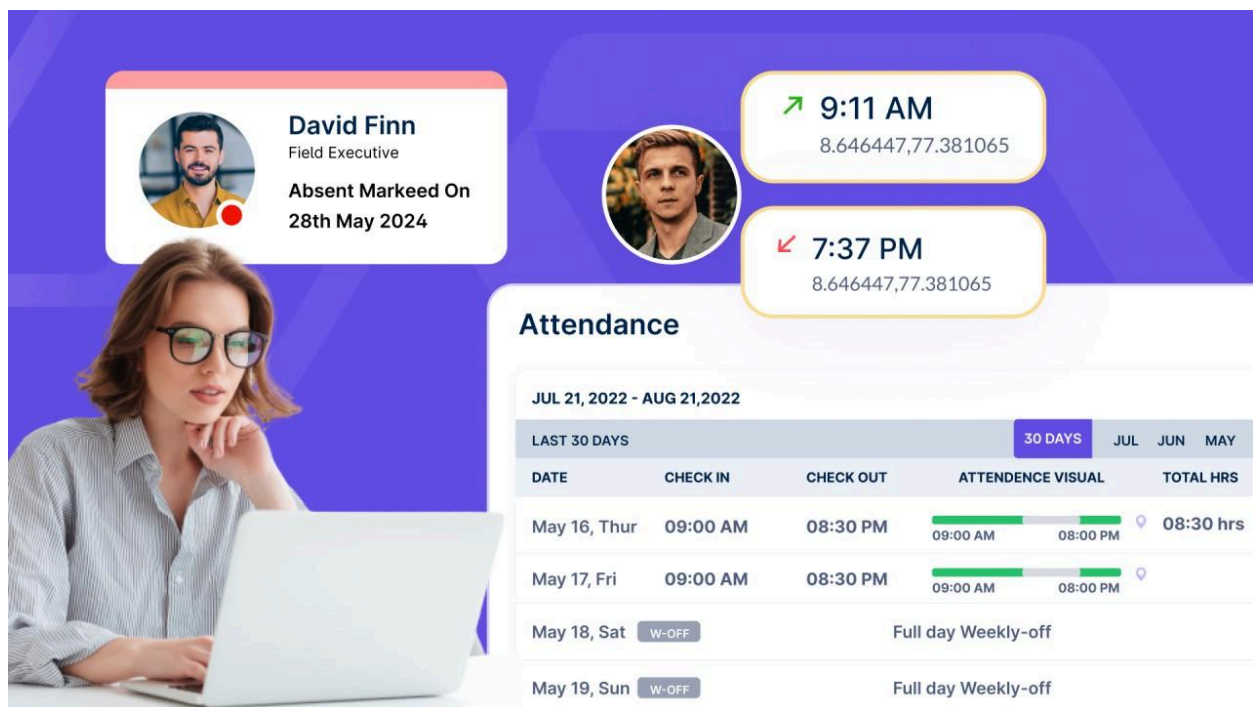 David Finn
Field Executive
Absent Markeed On
28th May 2024
9:11 AM
8.646447,77.381065
7:37 PM
8.646447,77.381065
Attendance
JUL 21, 2022 - AUG 21,2022
LAST 30 DAYS 30 DAYS JUL JUN MAY
DATE CHECK IN CHECK OUT ATTENDENCE VISUAL TOTAL HRS
May 16, Thur 09:00 AM 08:30 PM 09:00 AM 08:00 PM 08:30 hrs
May 17, Fri 09:00 AM 08:30 PM 09:00 AM 08:00 PM
May 18, Sat W-OFF Full day Weekly-off
May 19, Sun W-OFF Full day Weekly-off